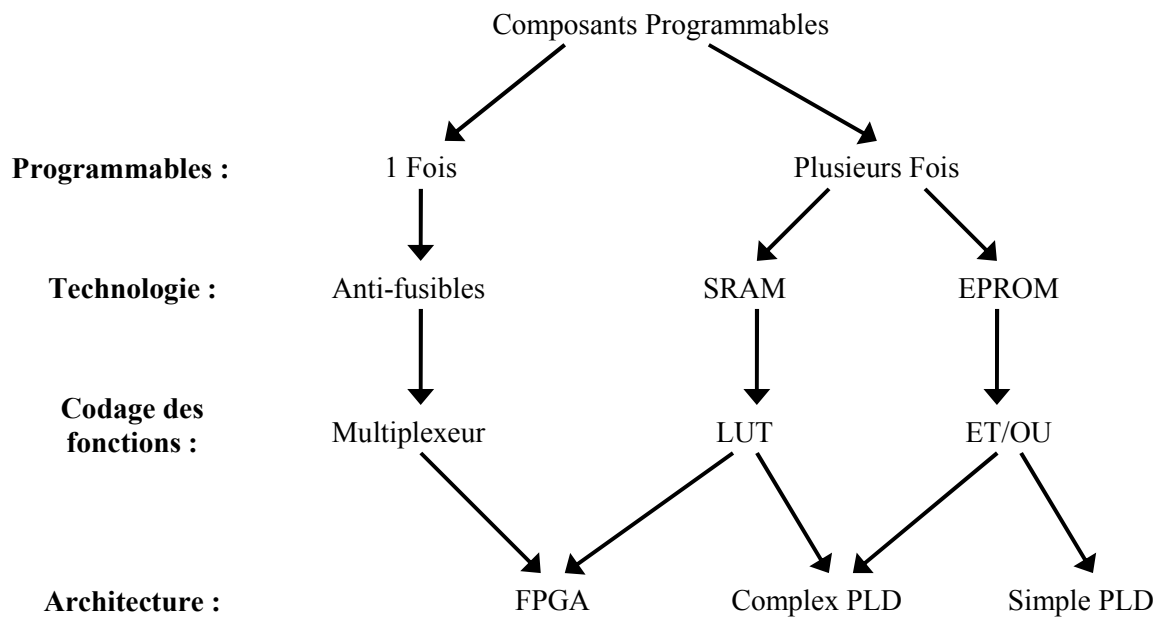 Composants Programmables
Programmables : 1 Fois Plusieurs Fois
Technologie : Anti-fusibles SRAM EPROM
Codage des
fonctions : Multiplexeur LUT ET/OU
Architecture : FPGA Complex PLD Simple PLD